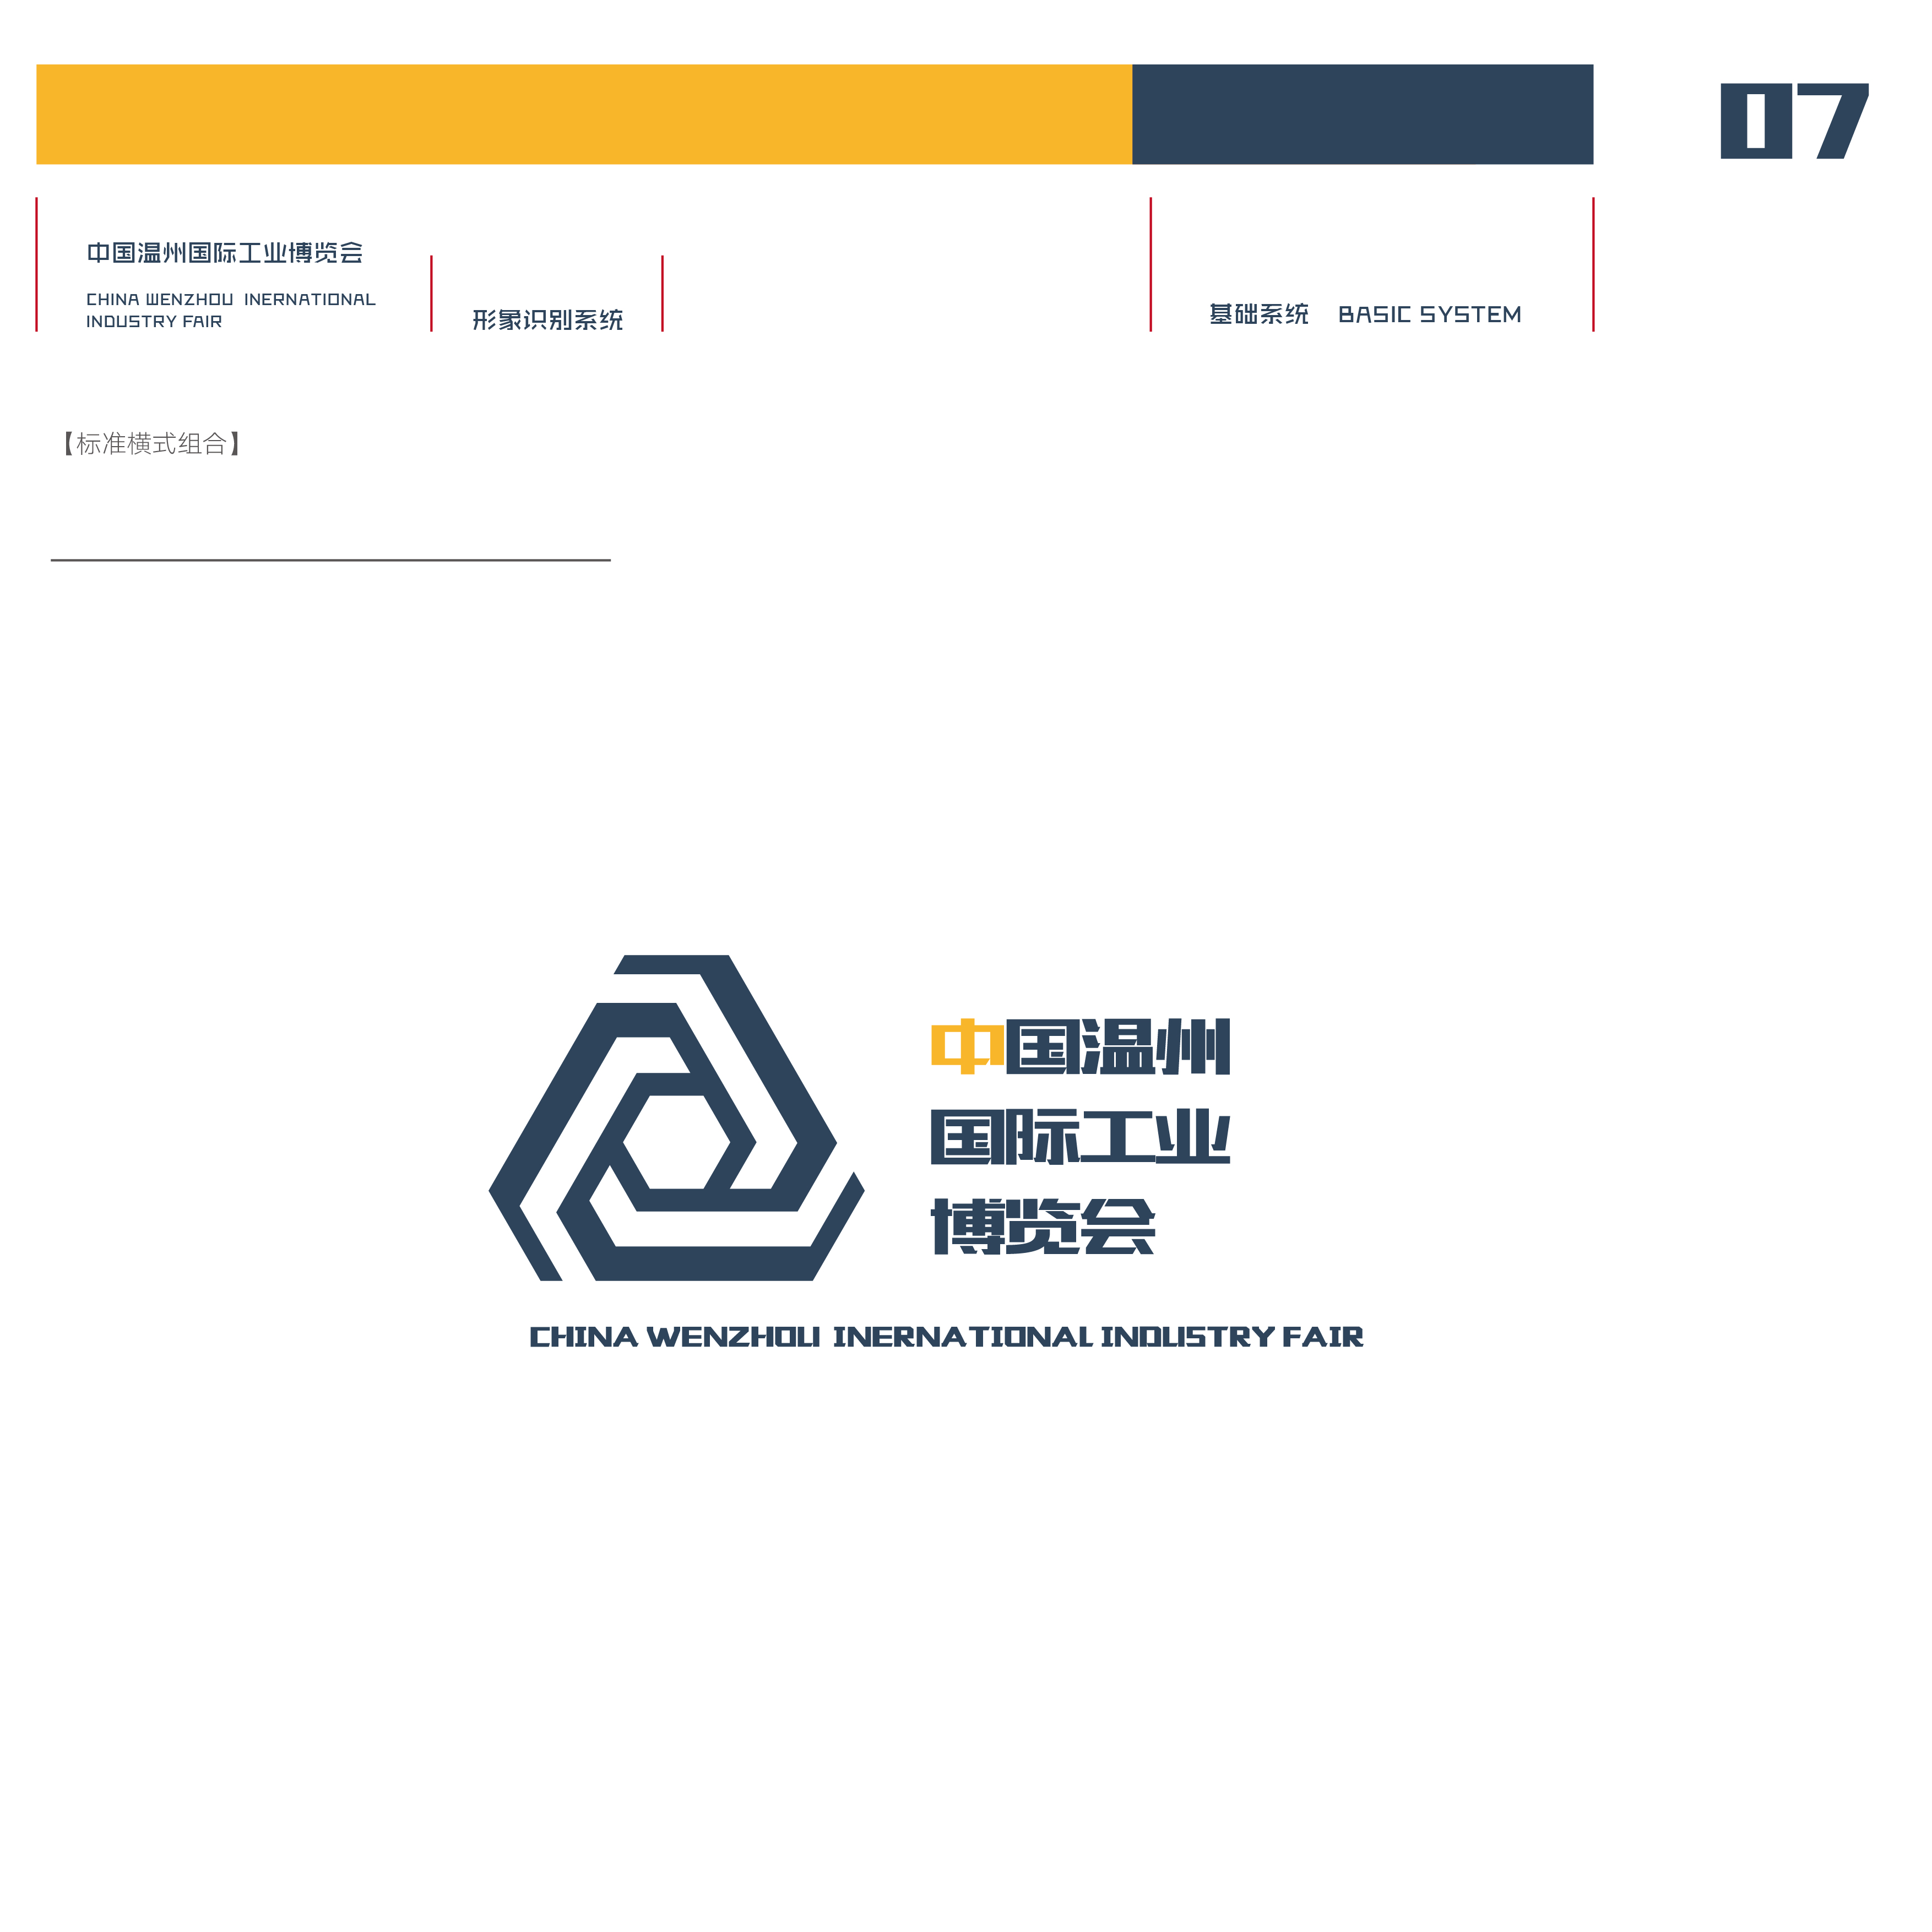 07
中国温州国际工业博览会
CHINA WENZHOU INERNATIONAL
INDUSTRY FAIR
形象识别系统
基础系统 BASIC SYSTEM
【标准横式组合】
中国温州
国际工业
博览会
CHINA WENZHOU INERNATIONAL INDUSTRY FAIR